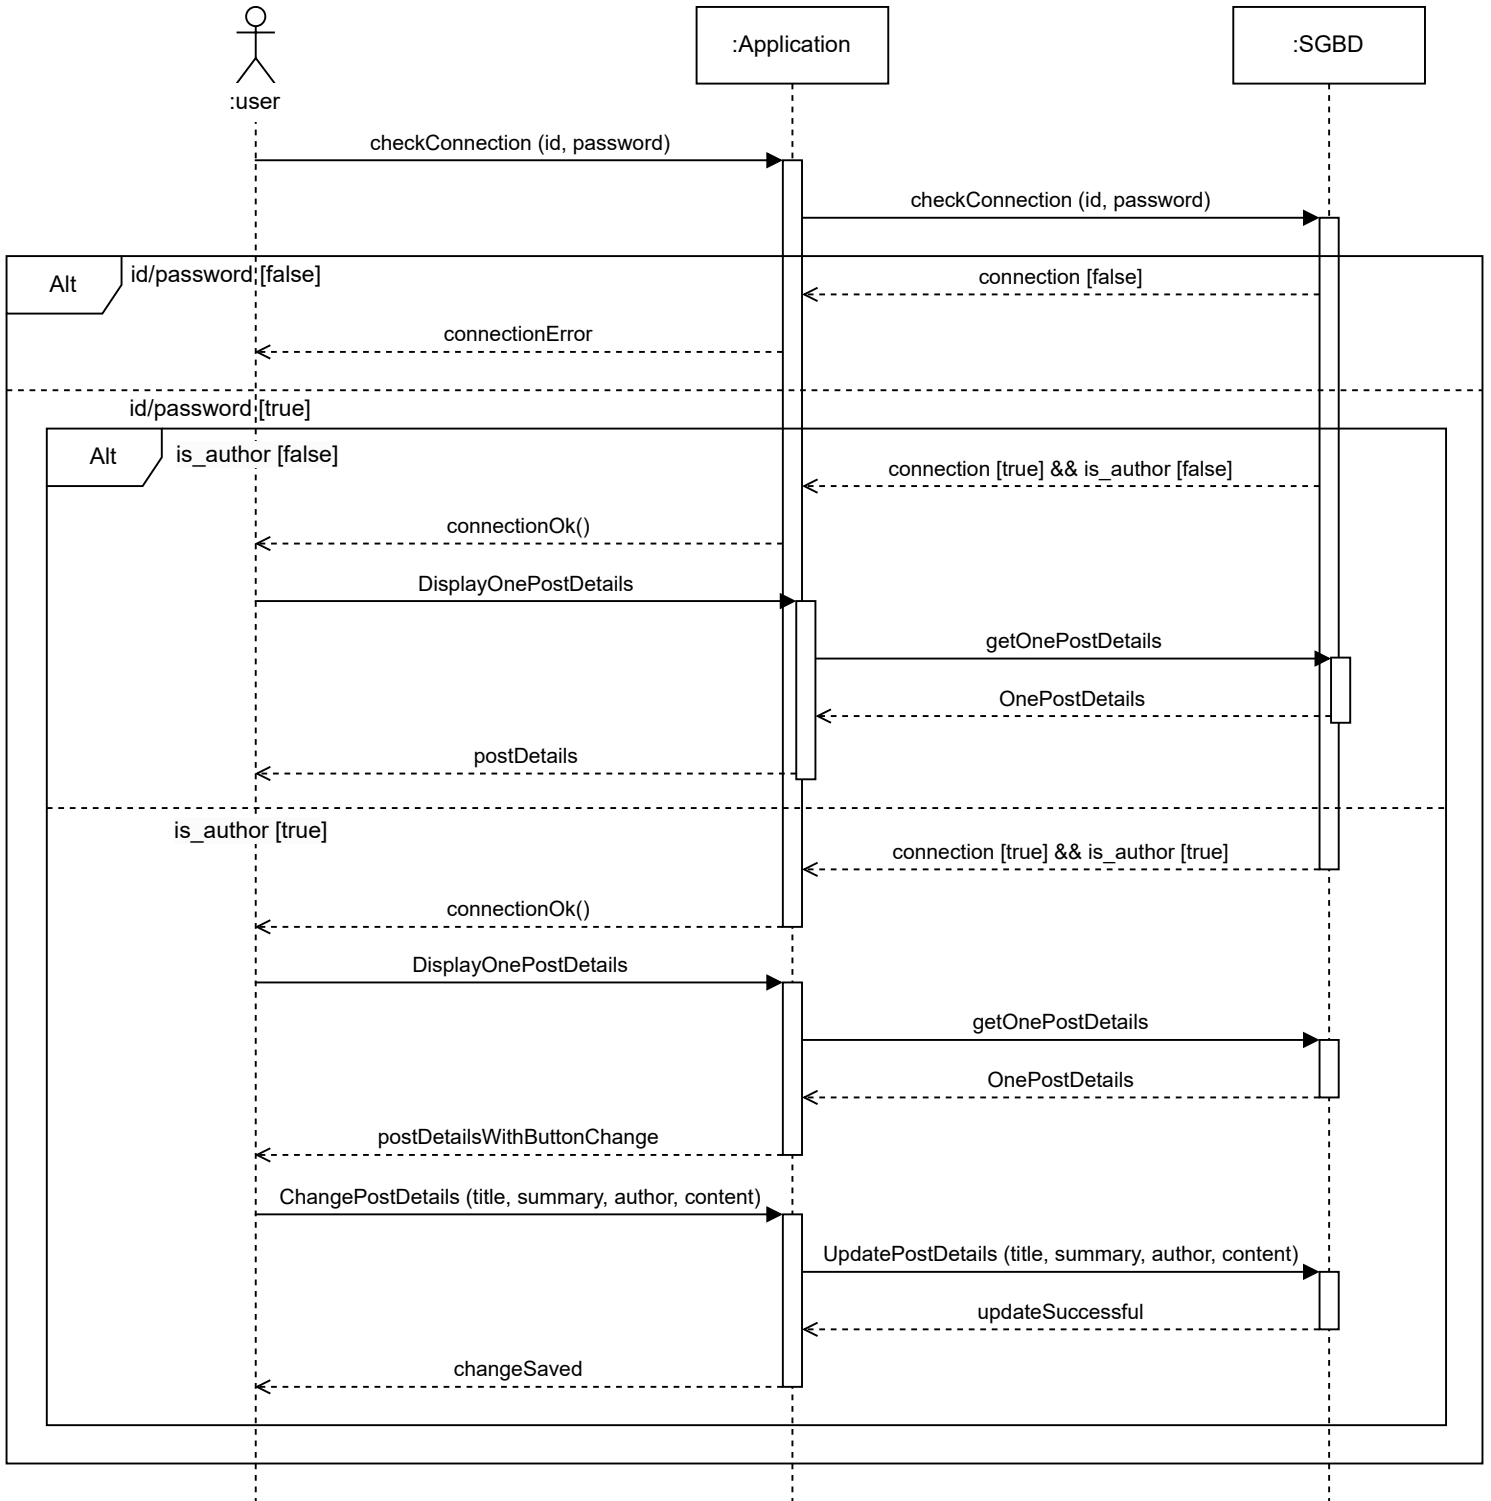 :user
:Application
:SGBD
checkConnection (id, password)
checkConnection (id, password)
Alt
id/password [false]
connection [false]
connectionError
id/password [true]
Alt
is_author [false]
connection [true] && is_author [false]
connectionOk()
DisplayOnePostDetails
getOnePostDetails
OnePostDetails
postDetails
is_author [true]
connection [true] && is_author [true]
connectionOk()
DisplayOnePostDetails
getOnePostDetails
OnePostDetails
postDetailsWithButtonChange
ChangePostDetails (title, summary, author, content)
UpdatePostDetails (title, summary, author, content)
updateSuccessful
changeSaved